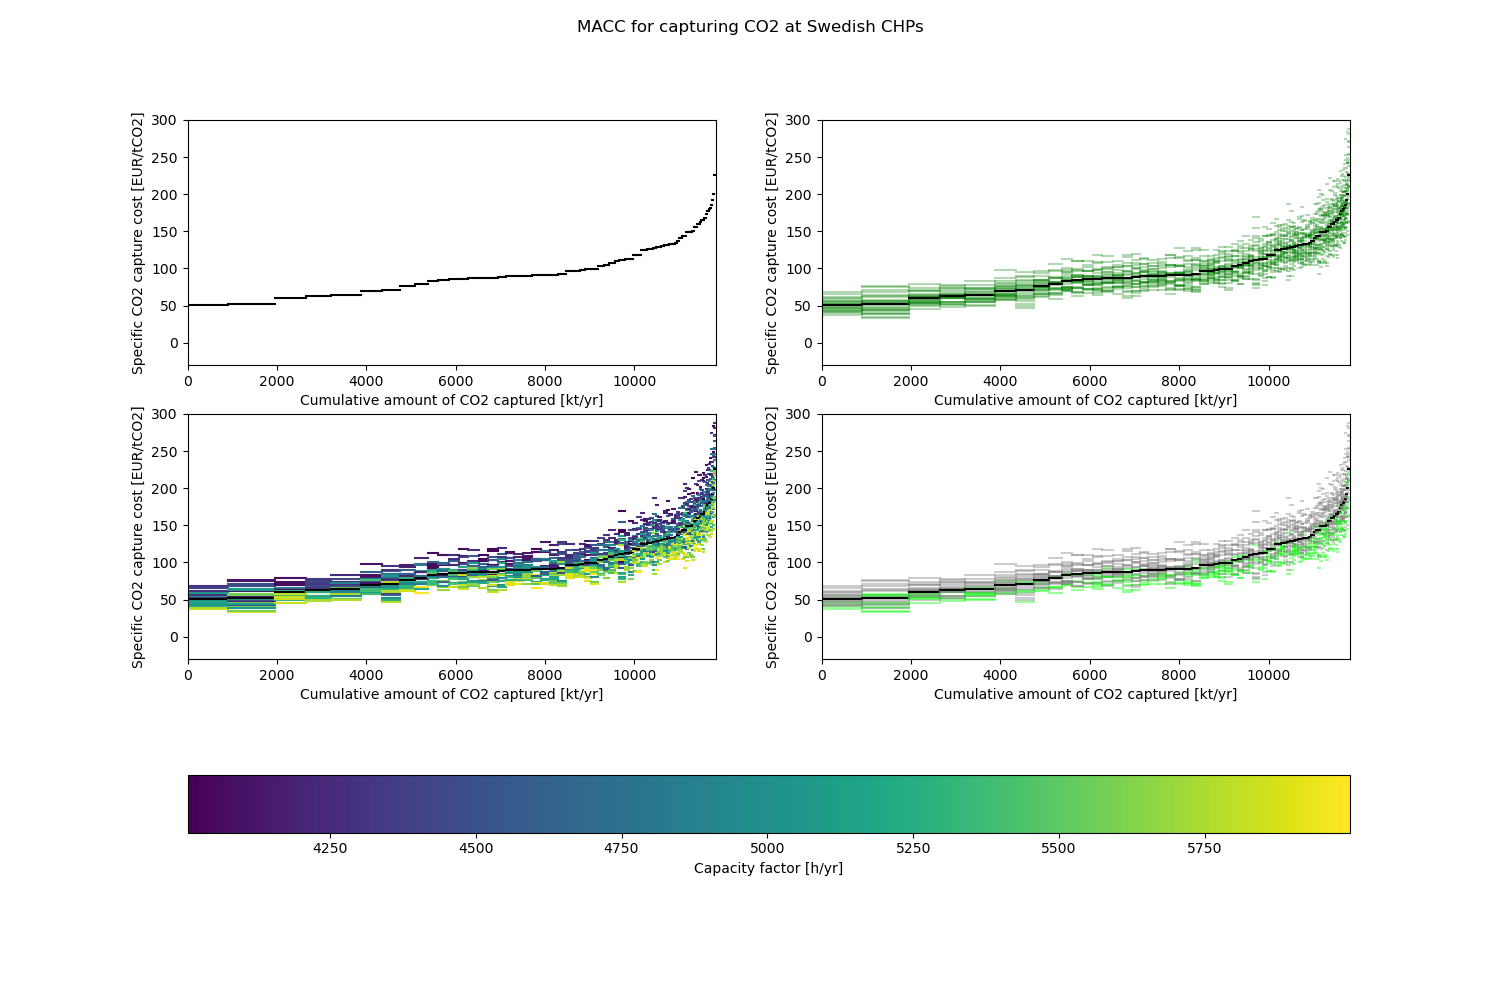 MACC for capturing CO2 at Swedish CHPs
Specific CO2 capture cost [EUR/tCO2]
300
250
200
150
100
50
0
0 2000 4000 6000 8000 10000
Cumulative amount of CO2 captured [kt/yr]
Specific CO2 capture cost [EUR/tCO2]
300
250
200
150
100
50
0
0 2000 4000 6000 8000 10000
Cumulative amount of CO2 captured [kt/yr]
Specific CO2 capture cost [EUR/tCO2]
300
250
200
150
100
50
0
0 2000 4000 6000 8000 10000
Cumulative amount of CO2 captured [kt/yr]
Specific CO2 capture cost [EUR/tCO2]
300
250
200
150
100
50
0
0 2000 4000 6000 8000 10000
Cumulative amount of CO2 captured [kt/yr]
4250 4500 4750 5000 5250 5500 5750
Capacity factor [h/yr]